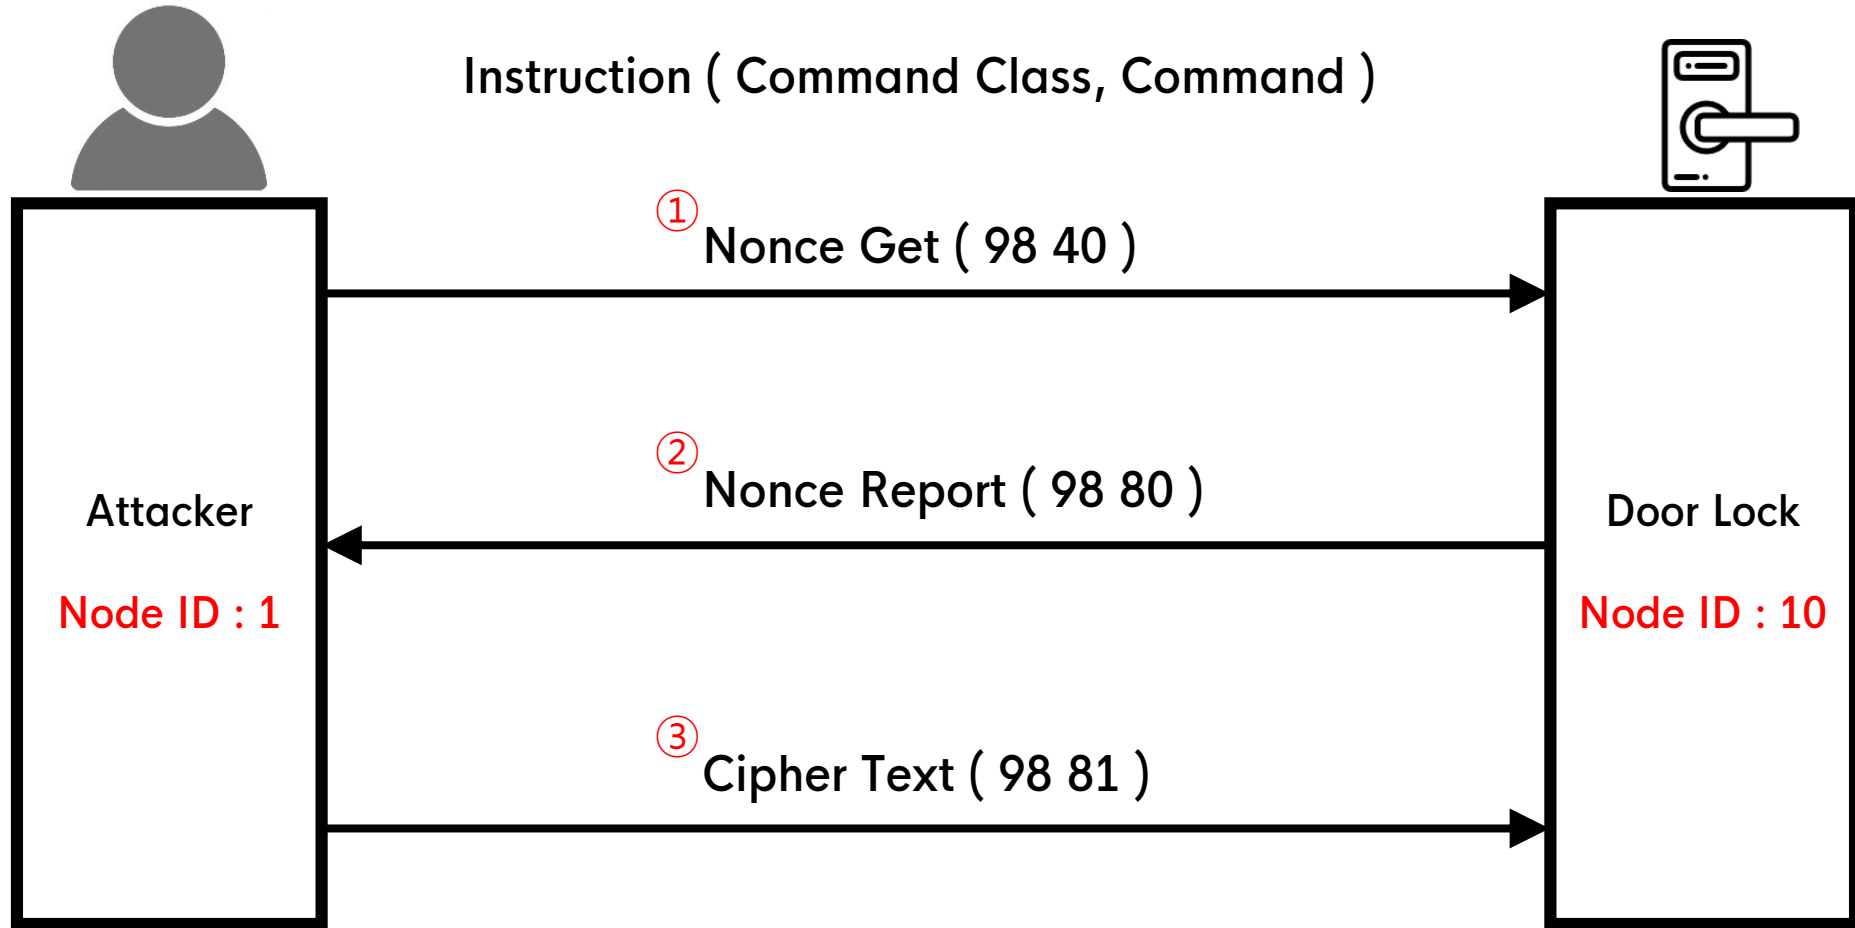 Instruction ( Command Class, Command )
①
Nonce Get ( 98 40 )
②
Nonce Report ( 98 80 )
Attacker
Node ID : 1
Door Lock
Node ID : 10
③
Cipher Text ( 98 81 )